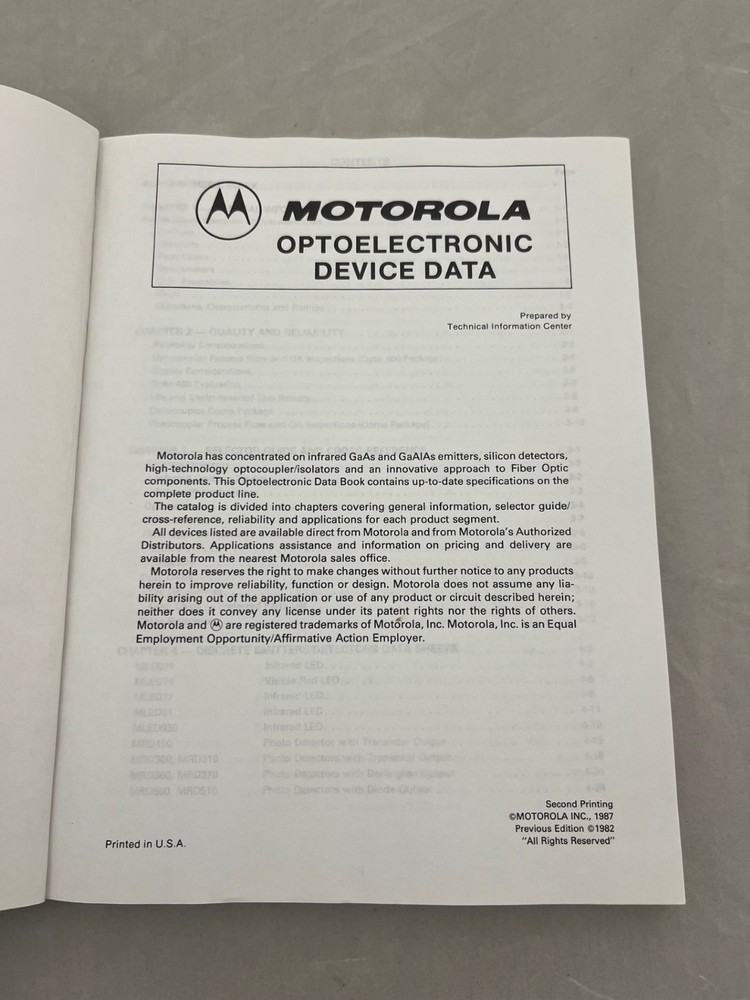 MOTOROLA
OPTOELECTRONIC
DEVICE DATA
Prepared by
Technical Information Center
Motorola has concentrated on infrared GaAs and GaAlAs emitters, silicon detectors,
high-technology optocoupler/isolators and an innovative approach to Fiber Optic
components. This Optoelectronic Data Book contains up-to-date specifications on the
complete product line.
The catalog is divided into chapters covering general information, selector guide/
cross-reference, reliability and applications for each product segment.
All devices listed are available direct from Motorola and from Motorola's Authorized
Distributors. Applications assistance and information on pricing and delivery are
available from the nearest Motorola sales office.
Motorola reserves the right to make changes without further notice to any products
herein to improve reliability, function or design. Motorola does not assume any lia-
bility arising out of the application or use of any product or circuit described herein;
neither does it convey any license under its patent rights nor the rights of others.
Motorola and Ⓜ are registered trademarks of Motorola, Inc. Motorola, Inc. is an Equal
Employment Opportunity/Affirmative Action Employer.
Second Printing
©MOTOROLA INC., 1987
Previous Edition ©1982
"All Rights Reserved"
Printed in U.S.A.